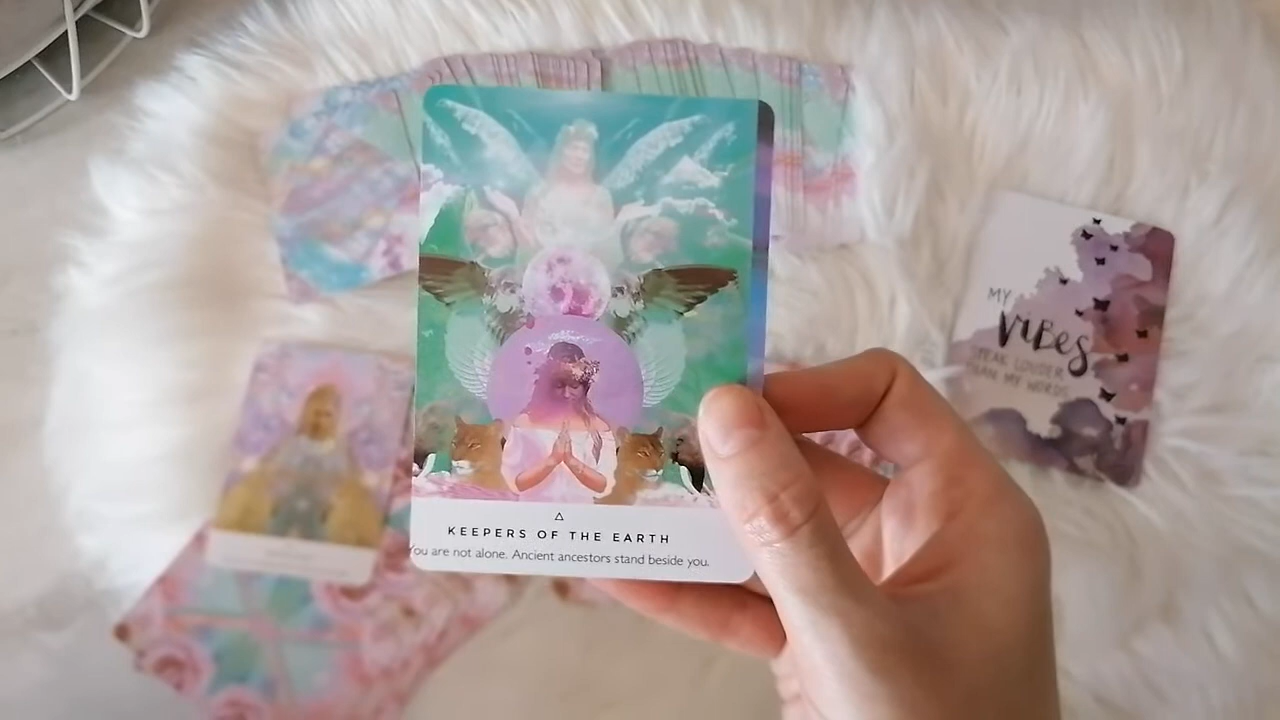 KEEPERS OF THE EARTH
You are not alone. Ancient ancestors stand beside you.
MY
ViBes
SPEAK LOUDER
THAN MY WORDS